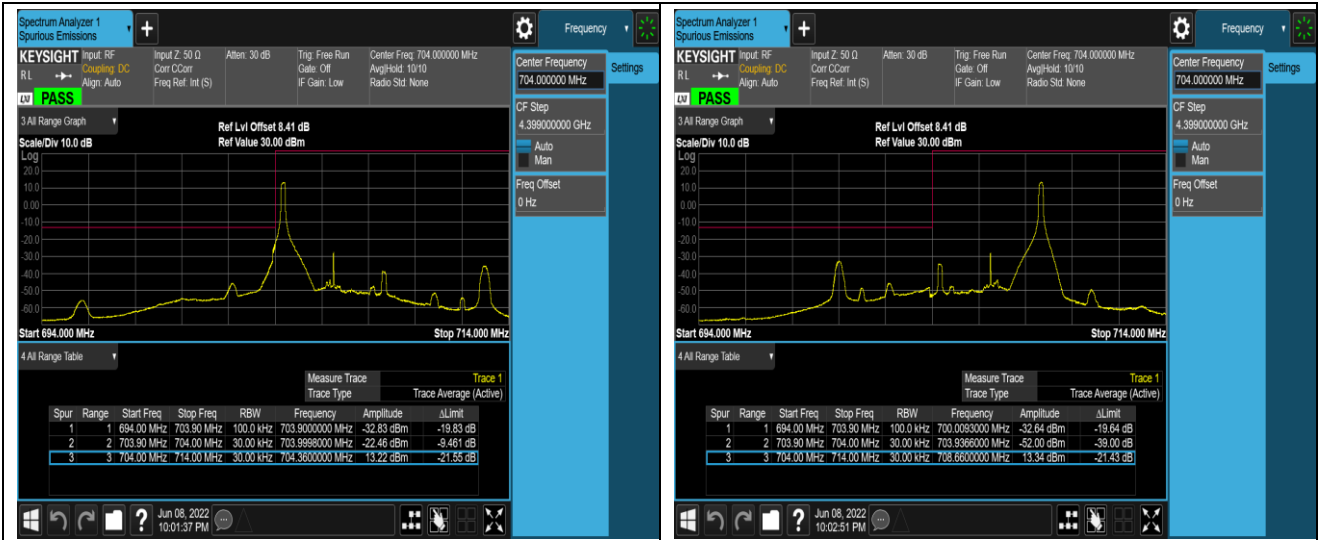 Spectrum Analyzer 1
Spurious Emissions
+
Frequency
KEYSIGHT Input: RF Input Z: 50 Ω Atten: 30 dB Trig: Free Run Center Freq: 704.000000 MHz
RL Coupling: DC Corr CCorr Gate: Off Avg|Hold: 10/10
Align: Auto Freq Ref: Int (S) IF Gain: Low Radio Std: None
LXI PASS
Center Frequency
704.000000 MHz
Settings
CF Step
4.399000000 GHz
Auto
Man
Freq Offset
0 Hz
3 All Range Graph
Ref Lvl Offset 8.41 dB
Scale/Div 10.0 dB Ref Value 30.00 dBm
Log
20.0
10.0
0.00
-10.0
-20.0
-30.0
-40.0
-50.0
-60.0
Start 694.000 MHz Stop 714.000 MHz
4 All Range Table
Measure Trace Trace 1
Trace Type Trace Average (Active)
Spur Range Start Freq Stop Freq RBW Frequency Amplitude ΔLimit
1 1 694.00 MHz 703.90 MHz 100.0 kHz 703.9000000 MHz -32.83 dBm -19.83 dB
2 2 703.90 MHz 704.00 MHz 30.00 kHz 703.9998000 MHz -22.46 dBm -9.461 dB
3 3 704.00 MHz 714.00 MHz 30.00 kHz 704.3600000 MHz 13.22 dBm -21.55 dB
?
Jun 08, 2022
10:01:37 PM
Spectrum Analyzer 1
Spurious Emissions
+
Frequency
KEYSIGHT Input: RF Input Z: 50 Ω Atten: 30 dB Trig: Free Run Center Freq: 704.000000 MHz
RL Coupling: DC Corr CCorr Gate: Off Avg|Hold: 10/10
Align: Auto Freq Ref: Int (S) IF Gain: Low Radio Std: None
LXI PASS
Center Frequency
704.000000 MHz
Settings
CF Step
4.399000000 GHz
Auto
Man
Freq Offset
0 Hz
3 All Range Graph
Ref Lvl Offset 8.41 dB
Scale/Div 10.0 dB Ref Value 30.00 dBm
Log
20.0
10.0
0.00
-10.0
-20.0
-30.0
-40.0
-50.0
-60.0
Start 694.000 MHz Stop 714.000 MHz
4 All Range Table
Measure Trace Trace 1
Trace Type Trace Average (Active)
Spur Range Start Freq Stop Freq RBW Frequency Amplitude ΔLimit
1 1 694.00 MHz 703.90 MHz 100.0 kHz 700.0093000 MHz -32.64 dBm -19.64 dB
2 2 703.90 MHz 704.00 MHz 30.00 kHz 703.9366000 MHz -52.00 dBm -39.00 dB
3 3 704.00 MHz 714.00 MHz 30.00 kHz 708.6600000 MHz 13.34 dBm -21.43 dB
?
Jun 08, 2022
10:02:51 PM